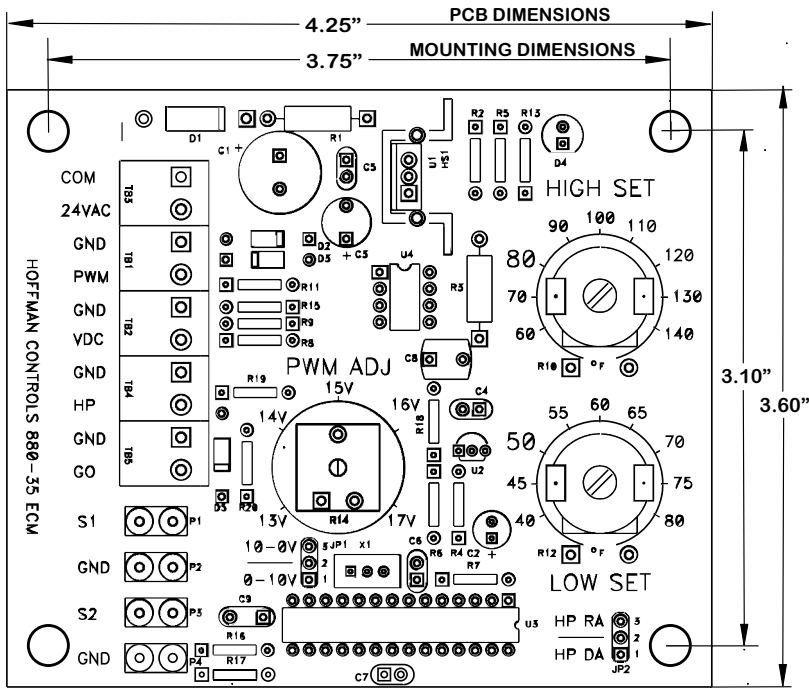 4.25" PCB DIMENSIONS
3.75" MOUNTING DIMENSIONS
D1
R1
C1 +
C5
U1
HS1
R2 R5 R13
D4
COM
24VAC
TB3
GND
PWM
TB1
GND
VDC
TB2
GND
HP
TB4
GND
GO
TB5
HOFFMAN CONTROLS 880-35 ECM
D2
D3
+ C3
R11
R15
R9
R8
U4
R3
C8
HIGH SET
60 70 80 90 100 110 120 130 140
R10
°F
3.10"
3.60"
PWM ADJ
R19
13V 14V 15V 16V 17V
R14
D3
R20
R18
C4
U2
R6 R4
C2 +
40 45 50 55 60 65 70 75 80
R12
°F
LOW SET
S1
P1
GND
P2
S2
P3
GND
P4
10-0V
0-10V
3
2
1
JP1 X1
C6
R7
C9
R16
R17
U3
C7
HP RA 3
2
HP DA 1
JP2